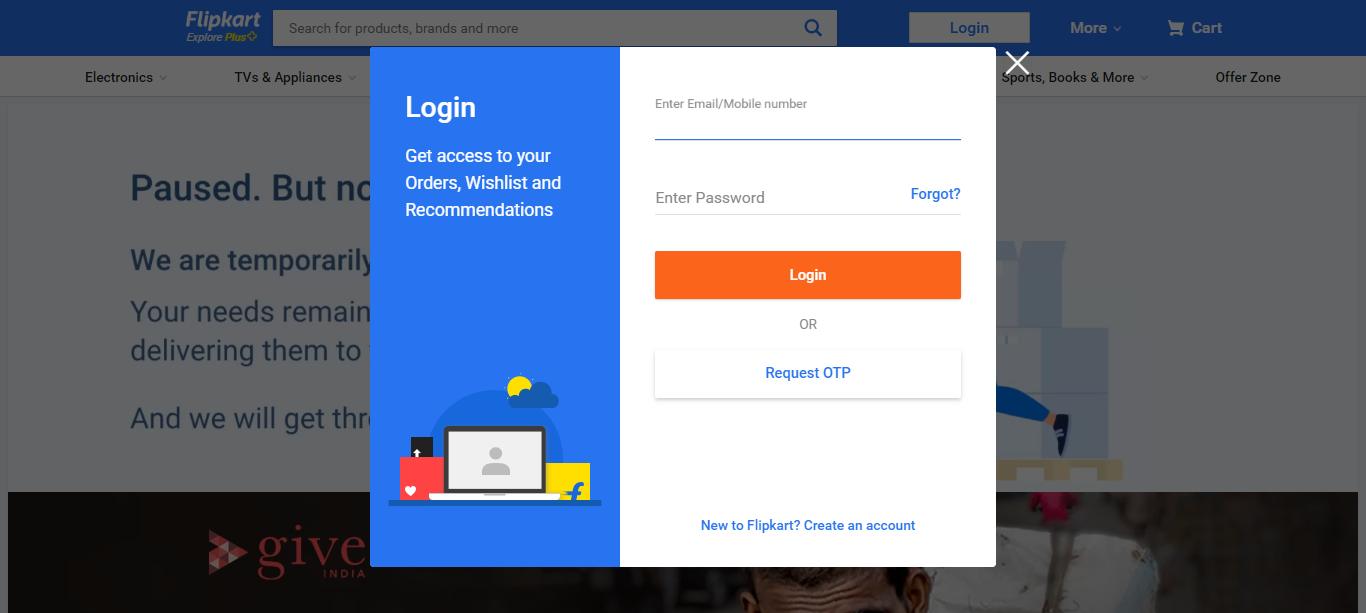 Flipkart
Explore Plus
Search for products, brands and more
Login
More
Cart
Electronics
TVs & Appliances
Sports, Books & More
Offer Zone
Login
Get access to your
Orders, Wishlist and
Recommendations
Enter Email/Mobile number
Enter Password
Forgot?
Login
OR
Request OTP
New to Flipkart? Create an account
Paused. But
We are temporarily
Your needs remain
delivering them to
And we will get
give
INDIA